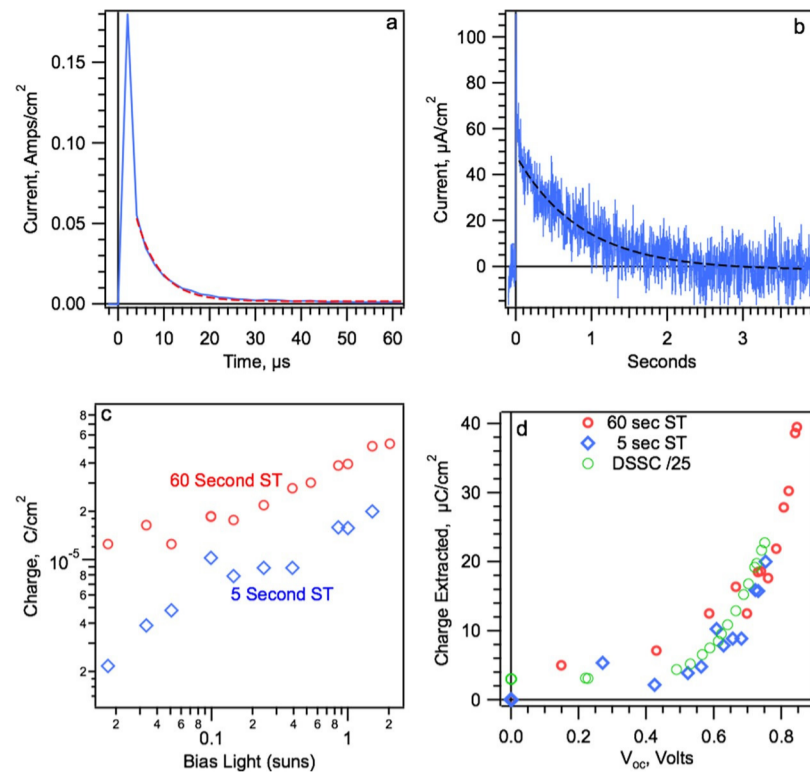 a
0.15
0.10
0.05
0.00
Current, Amps/cm²
0 10 20 30 40 50 60
Time, µs
b
100
80
60
40
20
0
Current, µA/cm²
0 1 2 3
Seconds
c
8
6
4
2
10⁻⁵
8
6
4
2
Charge, C/cm²
60 Second ST
5 Second ST
2 4 6 8 0.1 2 4 6 8 1 2
Bias Light (suns)
d
60 sec ST
5 sec ST
DSSC /25
40
30
20
10
0
Charge Extracted, µC/cm²
0.0 0.2 0.4 0.6 0.8
Voc, Volts